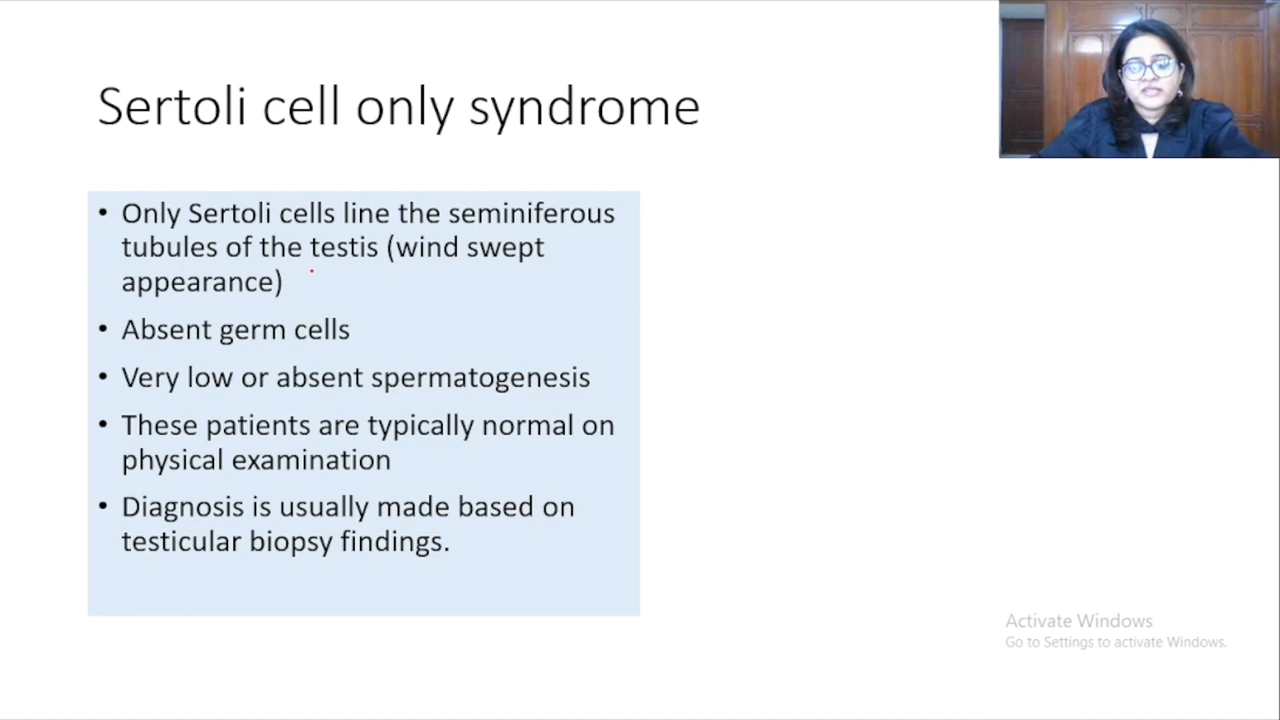 Sertoli cell only syndrome
• Only Sertoli cells line the seminiferous
tubules of the testis (wind swept
appearance)
• Absent germ cells
• Very low or absent spermatogenesis
• These patients are typically normal on
physical examination
• Diagnosis is usually made based on
testicular biopsy findings.
Activate Windows
Go to Settings to activate Windows.